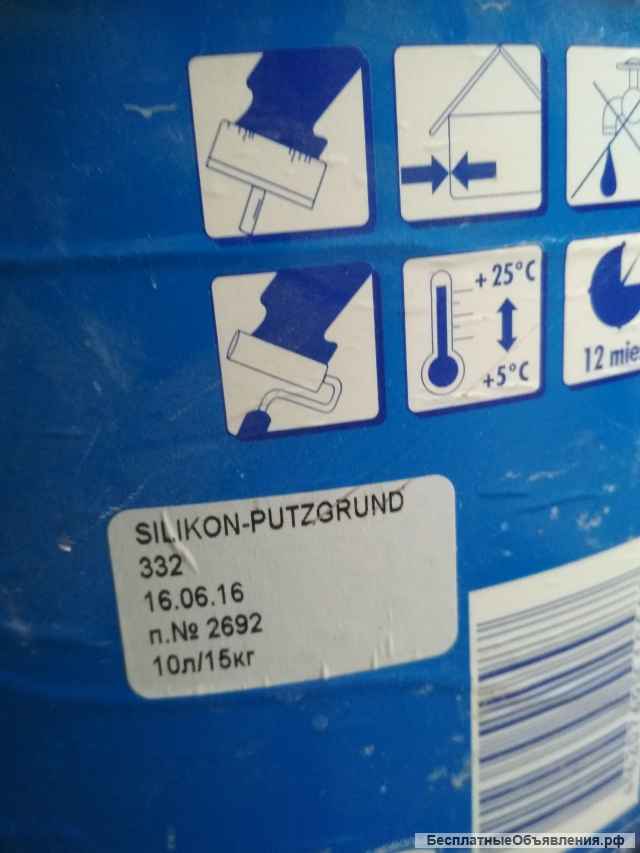 + 25°C
+5°C
12 mies
SILIKON-PUTZGRUND
332
16.06.16
п.№ 2692
10л/15кг
БесплатныеОбъявления.рф